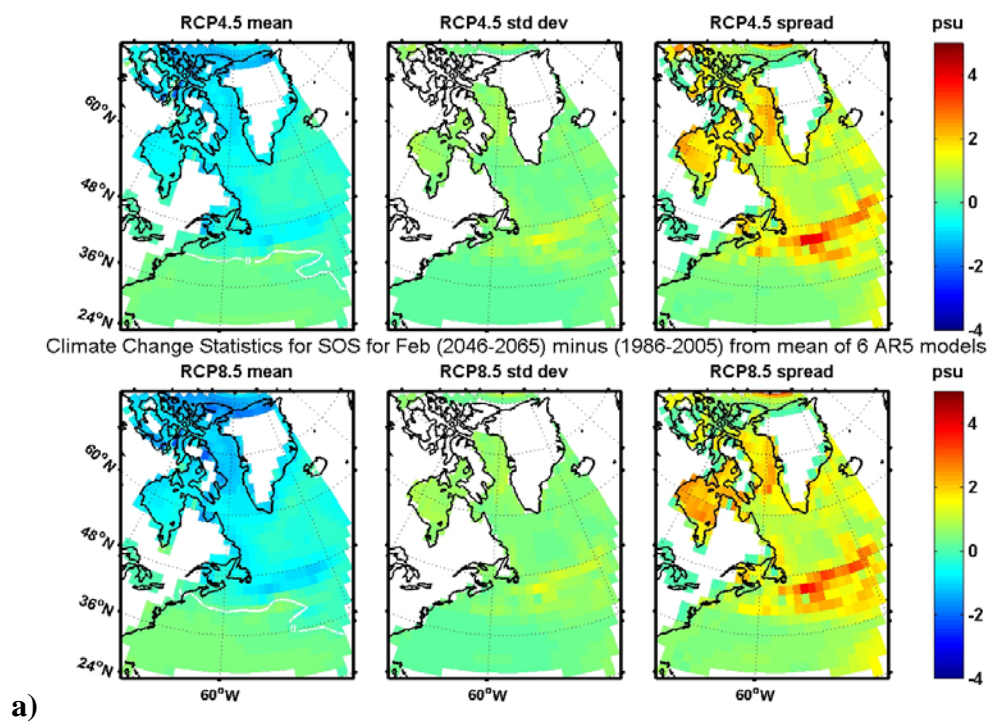 RCP4.5 mean RCP4.5 std dev RCP4.5 spread psu
60°N
48°N
36°N
24°N
60°W
4
2
0
-2
-4
0
Climate Change Statistics for SOS for Feb (2046-2065) minus (1986-2005) from mean of 6 AR5 models
RCP8.5 mean RCP8.5 std dev RCP8.5 spread psu
60°N
48°N
36°N
24°N
60°W
4
2
0
-2
-4
0
a)